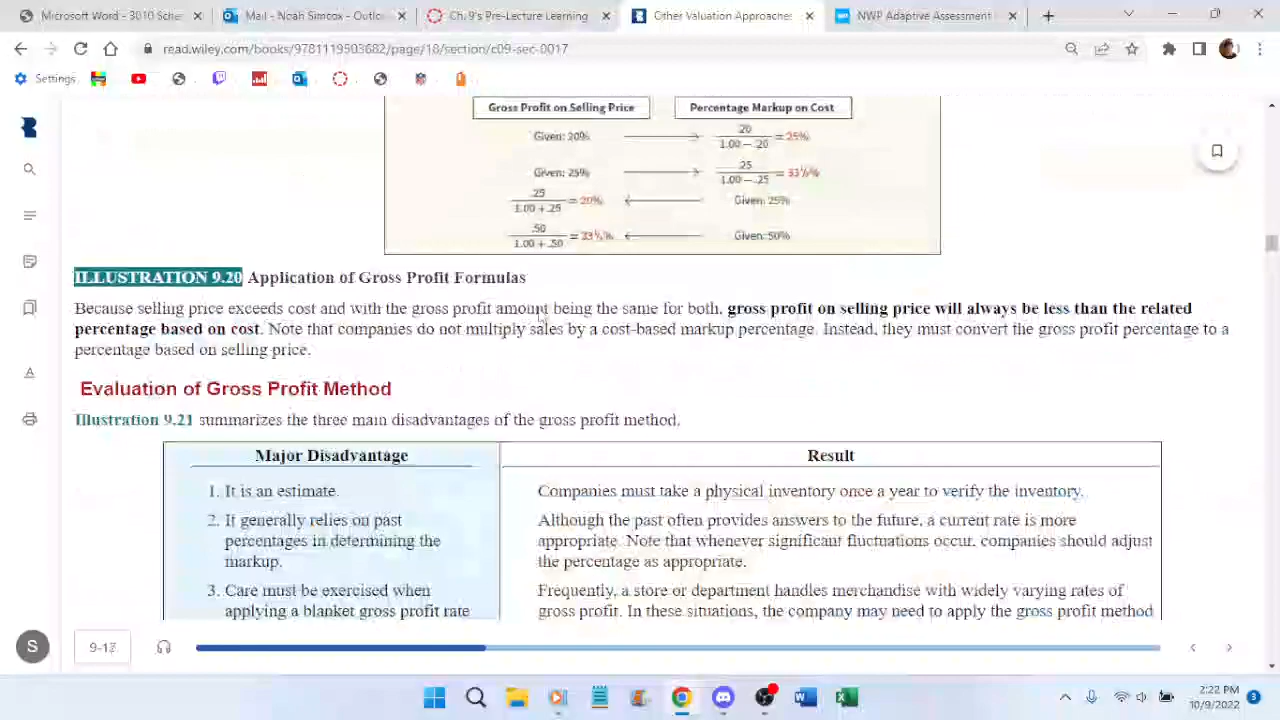 Microsoft Word - 3010 Sche
Mail - Noah Simcox - Outlo
Ch. 9's Pre-Lecture Learning
Other Valuation Approaches
NWP Adaptive Assessment
read.wiley.com/books/9781119503682/page/18/section/c09-sec-0017
Settings
Gross Profit on Selling Price Percentage Markup on Cost
Given: 20% .20 / 1.00 − .20 = 25%
Given: 25% .25 / 1.00 − .25 = 33⅓%
.25 / 1.00 + .25 = 20% Given: 25%
.50 / 1.00 + .50 = 33⅓% Given: 50%
ILLUSTRATION 9.20 Application of Gross Profit Formulas
Because selling price exceeds cost and with the gross profit amount being the same for both, gross profit on selling price will always be less than the related
percentage based on cost. Note that companies do not multiply sales by a cost-based markup percentage. Instead, they must convert the gross profit percentage to a
percentage based on selling price.
Evaluation of Gross Profit Method
Illustration 9.21 summarizes the three main disadvantages of the gross profit method.
Major Disadvantage Result
1. It is an estimate. Companies must take a physical inventory once a year to verify the inventory.
2. It generally relies on past Although the past often provides answers to the future, a current rate is more
percentages in determining the appropriate. Note that whenever significant fluctuations occur, companies should adjust
markup. the percentage as appropriate.
3. Care must be exercised when Frequently, a store or department handles merchandise with widely varying rates of
applying a blanket gross profit rate gross profit. In these situations, the company may need to apply the gross profit method
S
9-17
2:22 PM
10/9/2022
3